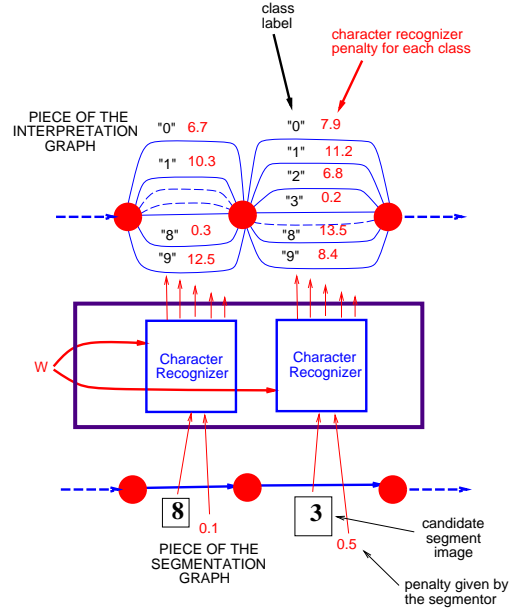 class
label
character recognizer
penalty for each class
PIECE OF THE
INTERPRETATION
GRAPH
"0" 6.7
"0" 7.9
"1" 10.3
"1" 11.2
"2" 6.8
"3" 0.2
"8" 0.3
"8" 13.5
"9" 12.5
"9" 8.4
W
Character
Recognizer
Character
Recognizer
8
3
0.1
0.5
candidate
segment
image
PIECE OF THE
SEGMENTATION
GRAPH
penalty given by
the segmentor